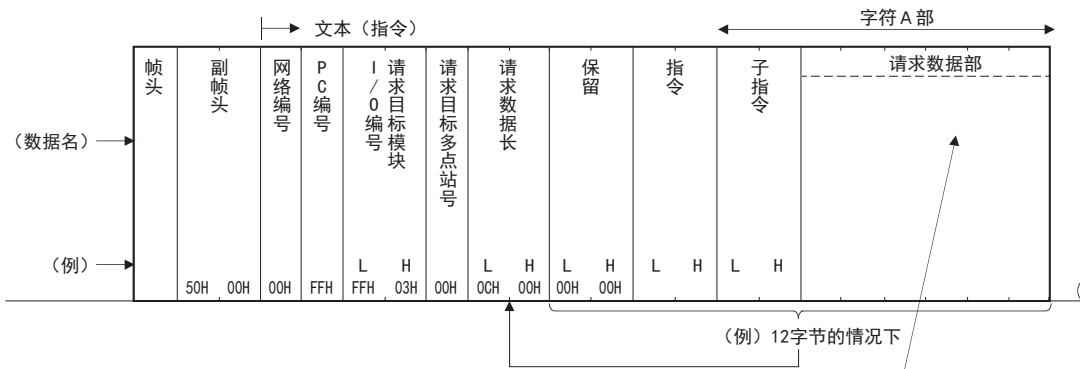 字符A部
文本（指令）
帧头
副帧头
网络编号
PC编号
请求目标模块
I/O编号
请求目标多点站号
请求数据长
保留
指令
子指令
请求数据部
（数据名）
（例）
L H L H L H L H L H
50H 00H 00H FFH FFH 03H 00H 0CH 00H 00H 00H
（例）12字节的情况下